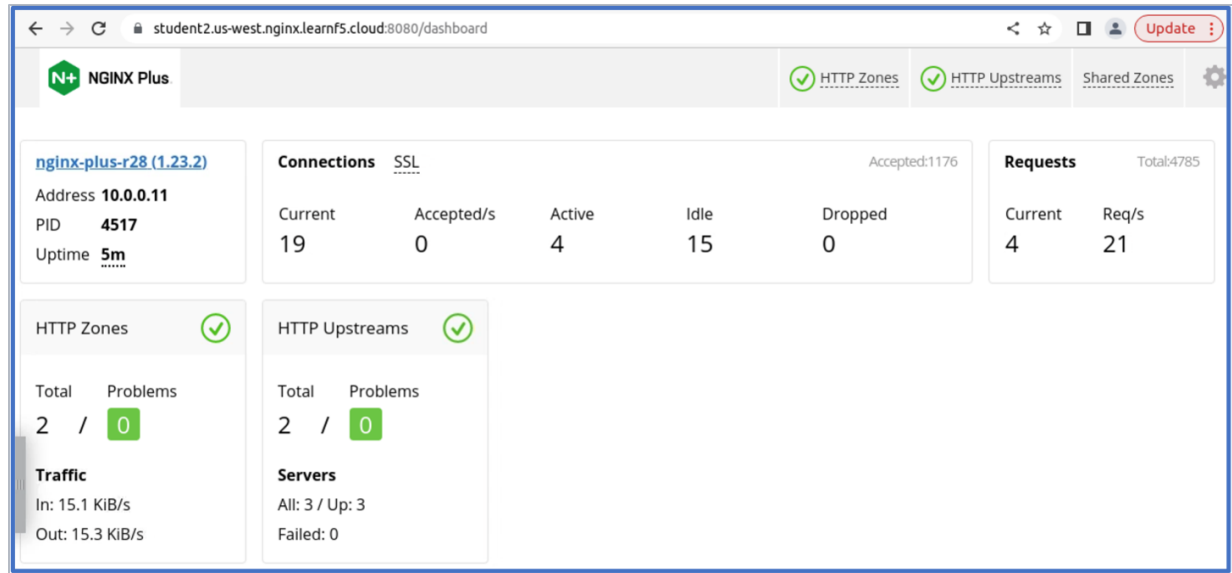 student2.us-west.nginx.learnf5.cloud:8080/dashboard
Update
N+ NGINX Plus
HTTP Zones
HTTP Upstreams
Shared Zones
nginx-plus-r28 (1.23.2)
Address 10.0.0.11
PID 4517
Uptime 5m
Connections SSL Accepted:1176
Current Accepted/s Active Idle Dropped
19 0 4 15 0
Requests Total:4785
Current Req/s
4 21
HTTP Zones
Total Problems
2 / 0
Traffic
In: 15.1 KiB/s
Out: 15.3 KiB/s
HTTP Upstreams
Total Problems
2 / 0
Servers
All: 3 / Up: 3
Failed: 0